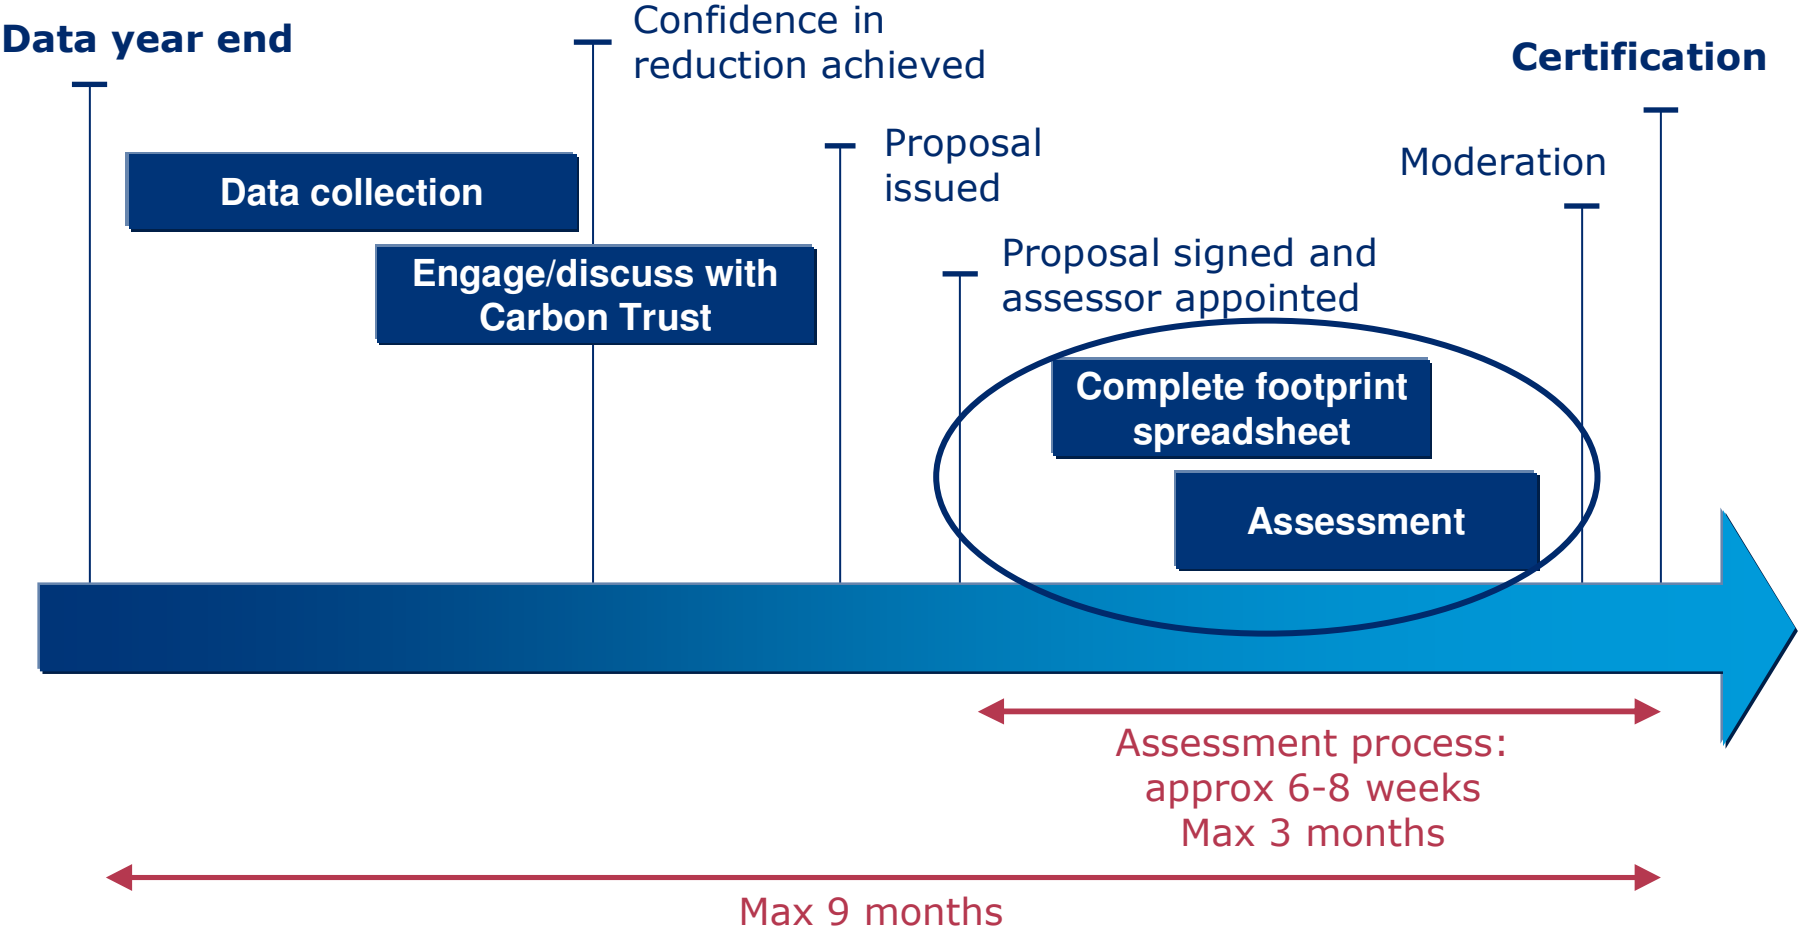 Data year end
Confidence in
reduction achieved
Certification
Proposal
issued
Moderation
Data collection
Proposal signed and
assessor appointed
Engage/discuss with
Carbon Trust
Complete footprint
spreadsheet
Assessment
Assessment process:
approx 6-8 weeks
Max 3 months
Max 9 months